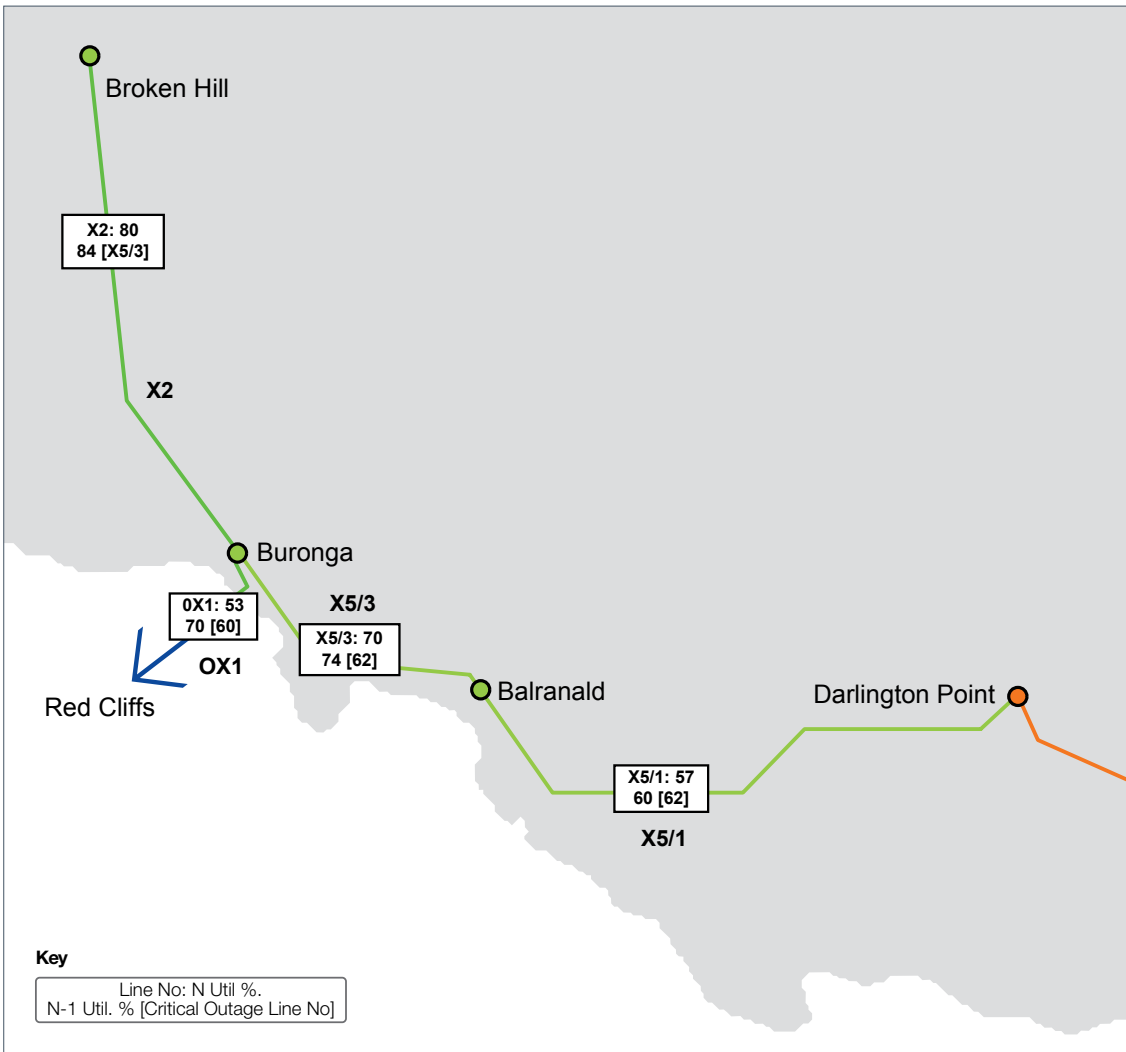 Broken Hill
X2: 80
84 [X5/3]
X2
Buronga
X5/3
0X1: 53
70 [60]
X5/3: 70
74 [62]
OX1
Red Cliffs
Balranald
Darlington Point
X5/1: 57
60 [62]
X5/1
Key
Line No: N Util %.
N-1 Util. % [Critical Outage Line No]